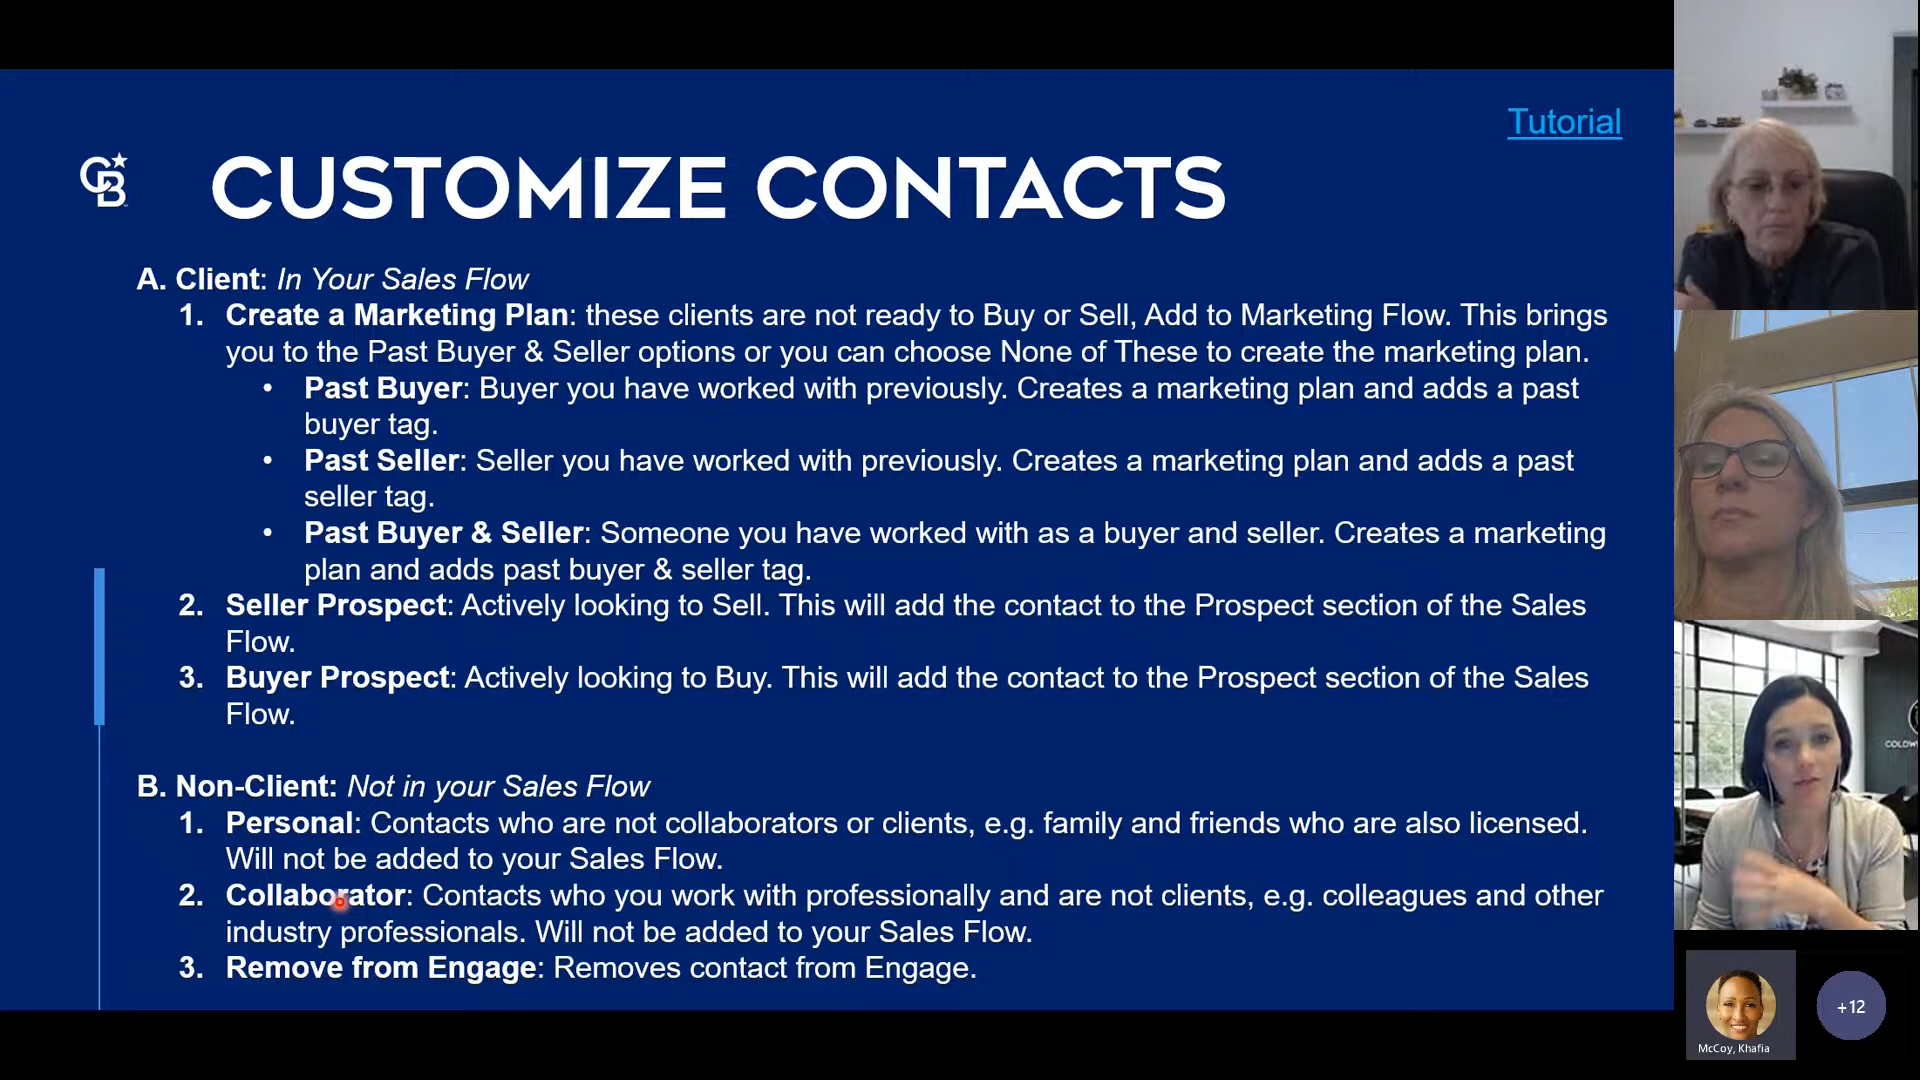 Tutorial
CB
CUSTOMIZE CONTACTS
A. Client: In Your Sales Flow
1. Create a Marketing Plan: these clients are not ready to Buy or Sell, Add to Marketing Flow. This brings
you to the Past Buyer & Seller options or you can choose None of These to create the marketing plan.
• Past Buyer: Buyer you have worked with previously. Creates a marketing plan and adds a past
buyer tag.
• Past Seller: Seller you have worked with previously. Creates a marketing plan and adds a past
seller tag.
• Past Buyer & Seller: Someone you have worked with as a buyer and seller. Creates a marketing
plan and adds past buyer & seller tag.
2. Seller Prospect: Actively looking to Sell. This will add the contact to the Prospect section of the Sales
Flow.
3. Buyer Prospect: Actively looking to Buy. This will add the contact to the Prospect section of the Sales
Flow.
B. Non-Client: Not in your Sales Flow
1. Personal: Contacts who are not collaborators or clients, e.g. family and friends who are also licensed.
Will not be added to your Sales Flow.
2. Collaborator: Contacts who you work with professionally and are not clients, e.g. colleagues and other
industry professionals. Will not be added to your Sales Flow.
3. Remove from Engage: Removes contact from Engage.
COLDW
McCoy, Khafia
+12